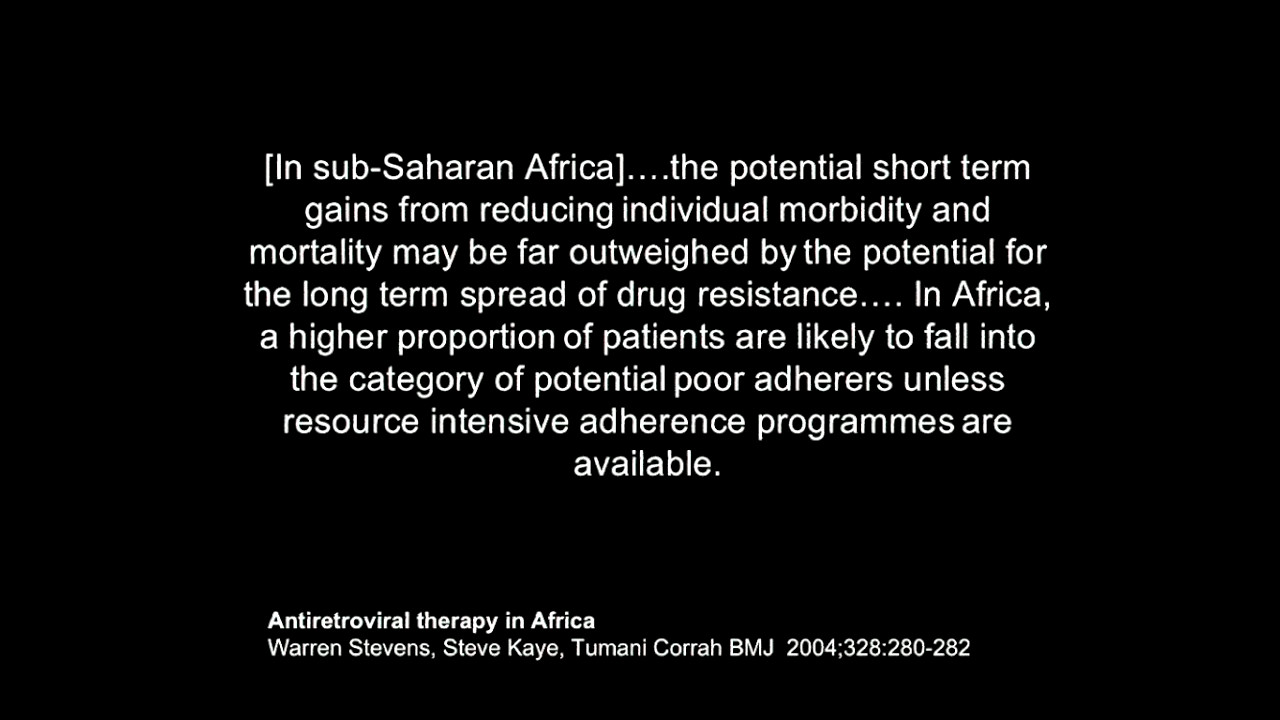 [In sub-Saharan Africa]….the potential short term
gains from reducing individual morbidity and
mortality may be far outweighed by the potential for
the long term spread of drug resistance…. In Africa,
a higher proportion of patients are likely to fall into
the category of potential poor adherers unless
resource intensive adherence programmes are
available.
Antiretroviral therapy in Africa
Warren Stevens, Steve Kaye, Tumani Corrah BMJ 2004;328:280-282